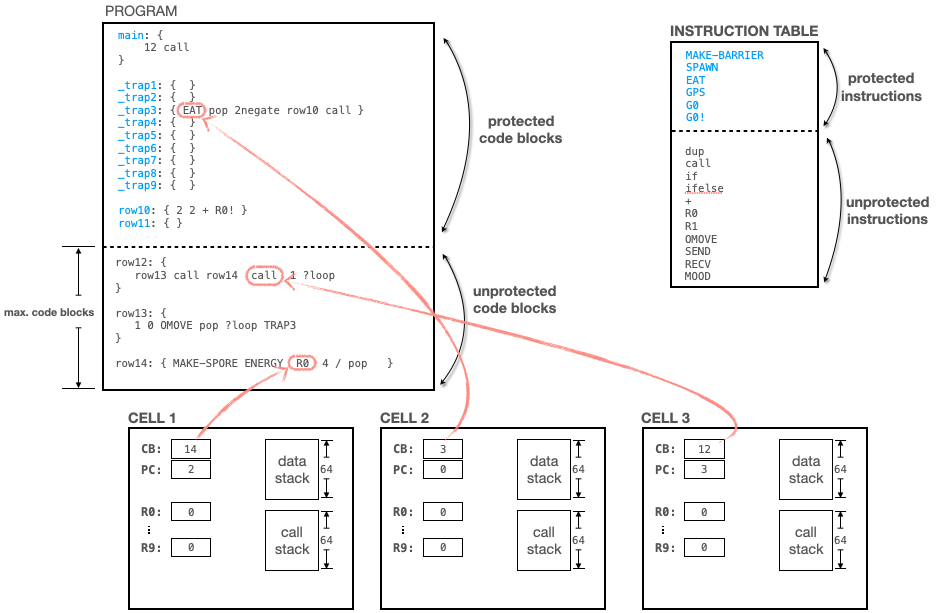 PROGRAM
main: {
12 call
}
_trap1: { }
_trap2: { }
_trap3: { EAT pop 2negate row10 call }
_trap4: { }
_trap5: { }
_trap6: { }
_trap7: { }
_trap8: { }
_trap9: { }
row10: { 2 2 + R0! }
row11: { }
protected
code blocks
INSTRUCTION TABLE
MAKE-BARRIER
SPAWN
EAT
GPS
G0
G0!
protected
instructions
dup
call
if
ifelse
+
R0
R1
OMOVE
SEND
RECV
MOOD
unprotected
instructions
max. code blocks
row12: {
row13 call row14 call 1 ?loop
}
row13: {
1 0 OMOVE pop ?loop TRAP3
}
row14: { MAKE-SPORE ENERGY R0 4 / pop }
unprotected
code blocks
CELL 1
CB: 14
PC: 2
R0: 0
R9: 0
data
stack
64
call
stack
64
CELL 2
CB: 3
PC: 0
R0: 0
R9: 0
data
stack
64
call
stack
64
CELL 3
CB: 12
PC: 3
R0: 0
R9: 0
data
stack
64
call
stack
64